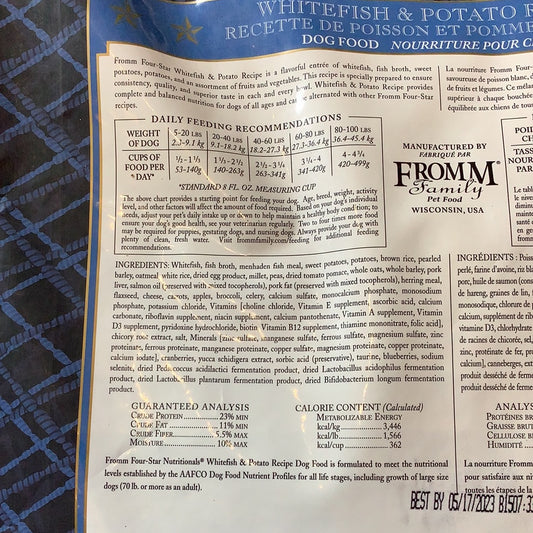 WHITEFISH & POTATO R
RECETTE DE POISSON ET POMME
DOG FOOD NOURRITURE POUR C
Fromm Four-Star Whitefish & Potato Recipe is a flavorful entrée of whitefish, fish broth, sweet
potatoes, potatoes, and an assortment of fruits and vegetables. This recipe is specially prepared to ensure
consistency, quality, and superior taste in each and every bowl. Whitefish & Potato Recipe provides
complete and balanced nutrition for dogs of all ages and can be alternated with other Fromm Four-Star
recipes.
La nourriture Fromm Four-
savoureuse de poisson blanc, d
de fruits et légumes. Ce mélan
supérieur à chaque bouchée
équilibrée aux chiens de tous
DAILY FEEDING RECOMMENDATIONS
WEIGHT OF DOG 5-20 LBS 2.3-9.1 kg 20-40 LBS 9.1-18.2 kg 40-60 LBS 18.2-27.3 kg 60-80 LBS 27.3-36.4 kg 80-100 LBS 36.4-45.4 kg
CUPS OF FOOD PER *DAY* 1/2 -1 1/3 53-140g 1 1/3 -2 1/2 140-263g 2 1/2 -3 1/4 263-341g 3 1/4 -4 341-420g 4 -4 3/4 420-499g
*STANDARD 8 FL. OZ. MEASURING CUP
The above chart provides a starting point for feeding your dog. Age, breed, weight, activity
level, and other factors will affect the amount of food required. Based on your dog's individual
needs, adjust your pet's daily intake up or down to help maintain a healthy body condition; to
ensure your dog's good health, see your veterinarian regularly. Two to four times more food
may be required for puppies, gestating dogs, and nursing dogs. Always provide your dog with
plenty of clean, fresh water. Visit frommfamily.com/feeding for additional feeding
recommendations.
MANUFACTURED BY
FABRIQUÉ PAR
FROMM®
Family
Pet Food
WISCONSIN, USA
POI
DU CH
TASS
NOUR
PAR
INGREDIENTS: Whitefish, fish broth, menhaden fish meal, sweet potatoes, potatoes, brown rice, pearled
barley, oatmeal, white rice, dried egg product, millet, peas, dried tomato pomace, whole oats, whole barley, pork
liver, salmon oil (preserved with mixed tocopherols), pork fat (preserved with mixed tocopherols), herring meal,
flaxseed, cheese, carrots, apples, broccoli, celery, calcium sulfate, monocalcium phosphate, monosodium
phosphate, potassium chloride, Vitamins [choline chloride, Vitamin E supplement, ascorbic acid, calcium
carbonate, riboflavin supplement, niacin supplement, calcium pantothenate, Vitamin A supplement, Vitamin
D3 supplement, pyridoxine hydrochloride, biotin Vitamin B12 supplement, thiamine mononitrate, folic acid],
chicory root extract, salt, Minerals [zinc sulfate, manganese sulfate, ferrous sulfate, magnesium sulfate, zinc
proteinate, ferrous proteinate, manganese proteinate, copper sulfate, magnesium proteinate, copper proteinate,
calcium iodate], cranberries, yucca schidigera extract, sorbic acid (preservative), taurine, blueberries, sodium
selenite, dried Pediococcus acidilactici fermentation product, dried Lactobacillus acidophilus fermentation
product, dried Lactobacillus plantarum fermentation product, dried Bifidobacterium longum fermentation
product.
INGRÉDIENTS : Poisson
perlé, farine d'avoine, riz
porc, huile de saumon (cons
de hareng, graines de lin,
monosodique, chlorure de
calcium, supplément de rib
vitamine D3, chlorhydrate
de racines de chicorée, sel,
zinc, protéinate de fer, pro
calcium], canneberges, ext
produit desséché de ferment
produit desséché de ferment
GUARANTEED ANALYSIS
CRUDE PROTEIN 23% MIN
CRUDE FAT 11% MIN
CRUDE FIBER 5.5% MAX
MOISTURE 10% MAX
CALORIE CONTENT (Calculated)
METABOLIZABLE ENERGY
kcal/kg 3,446
kcal/lb. 1,566
kcal/cup 362
ANALYS
PROTÉINES BR
GRAISSE BRUT
CELLULOSE B
HUMIDITÉ
Fromm Four-Star Nutritionals® Whitefish & Potato Recipe Dog Food is formulated to meet the nutritional
levels established by the AAFCO Dog Food Nutrient Profiles for all life stages, including growth of large size
dogs (70 lb. or more as an adult).
La nourriture Fromm
pour satisfaire aux ni
toutes les étapes de la
BEST BY 05/17/2023 B1507:33